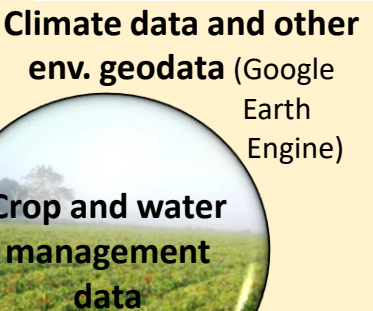 Climate data and other
env. geodata (Google
Earth
Engine)
Crop and water
management
data